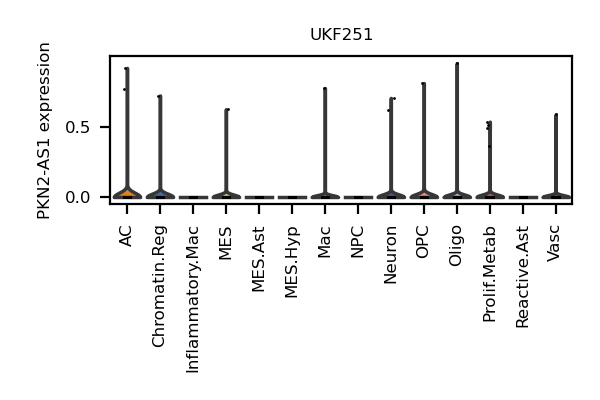 UKF251
PKN2-AS1 expression
0.5
0.0
AC
Chromatin.Reg
Inflammatory.Mac
MES
MES.Ast
MES.Hyp
Mac
NPC
Neuron
OPC
Oligo
Prolif.Metab
Reactive.Ast
Vasc